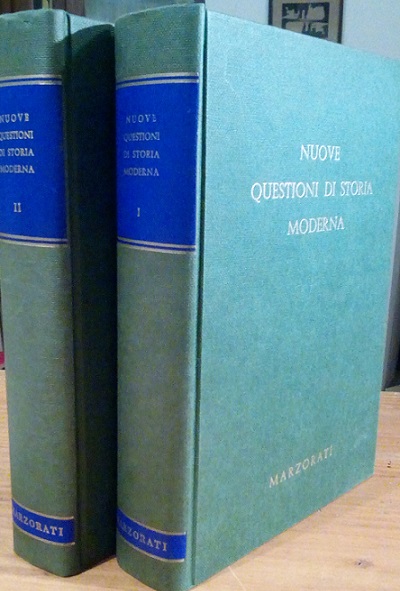 NUOVE
QUESTIONI
DI STORIA
MODERNA
II
MARZORATI
NUOVE
QUESTIONI
DI STORIA
MODERNA
I
MARZORATI
NUOVE
QUESTIONI DI STORIA
MODERNA
MARZORATI